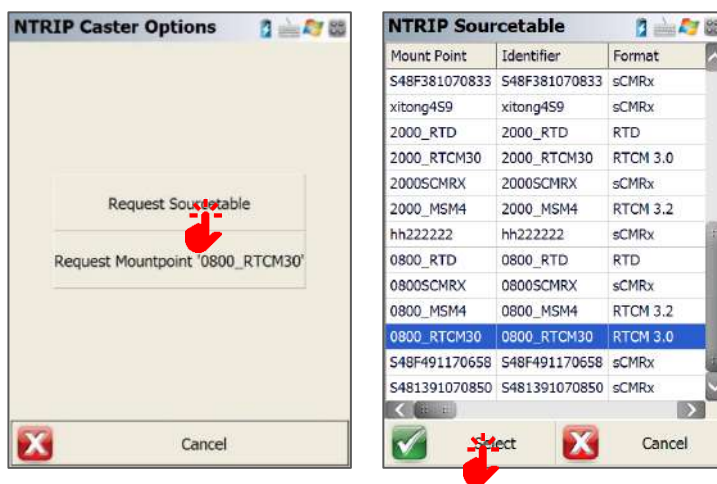 NTRIP Caster Options
Request Sourcetable
Request Mountpoint '0800_RTCM30'
Cancel
NTRIP Sourcetable
Mount Point Identifier Format
S48F381070833 S48F381070833 sCMRx
xitong4S9 xitong4S9 sCMRx
2000_RTD 2000_RTD RTD
2000_RTCM30 2000_RTCM30 RTCM 3.0
2000SCMRX 2000SCMRX sCMRx
2000_MSM4 2000_MSM4 RTCM 3.2
hh222222 hh222222 sCMRx
0800_RTD 0800_RTD RTD
0800SCMRX 0800SCMRX sCMRx
0800_MSM4 0800_MSM4 RTCM 3.2
0800_RTCM30 0800_RTCM30 RTCM 3.0
S48F491170658 S48F491170658 sCMRx
S481391070850 S481391070850 sCMRx
Select Cancel